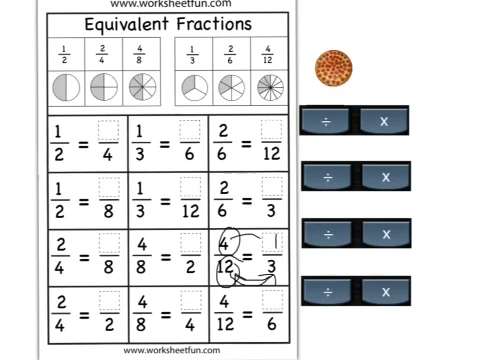 www.worksheetfun.com
Equivalent Fractions
1/2 2/4 4/8 1/3 2/6 4/12
1/2 = /4 1/3 = /6 2/6 = /12
1/2 = /8 1/3 = /12 2/6 = /3
2/4 = /8 4/8 = /2 4/12 = 1/3
2/4 = /2 4/8 = /4 4/12 = /6
www.worksheetfun.com
÷ x
÷ x
÷ x
÷ x